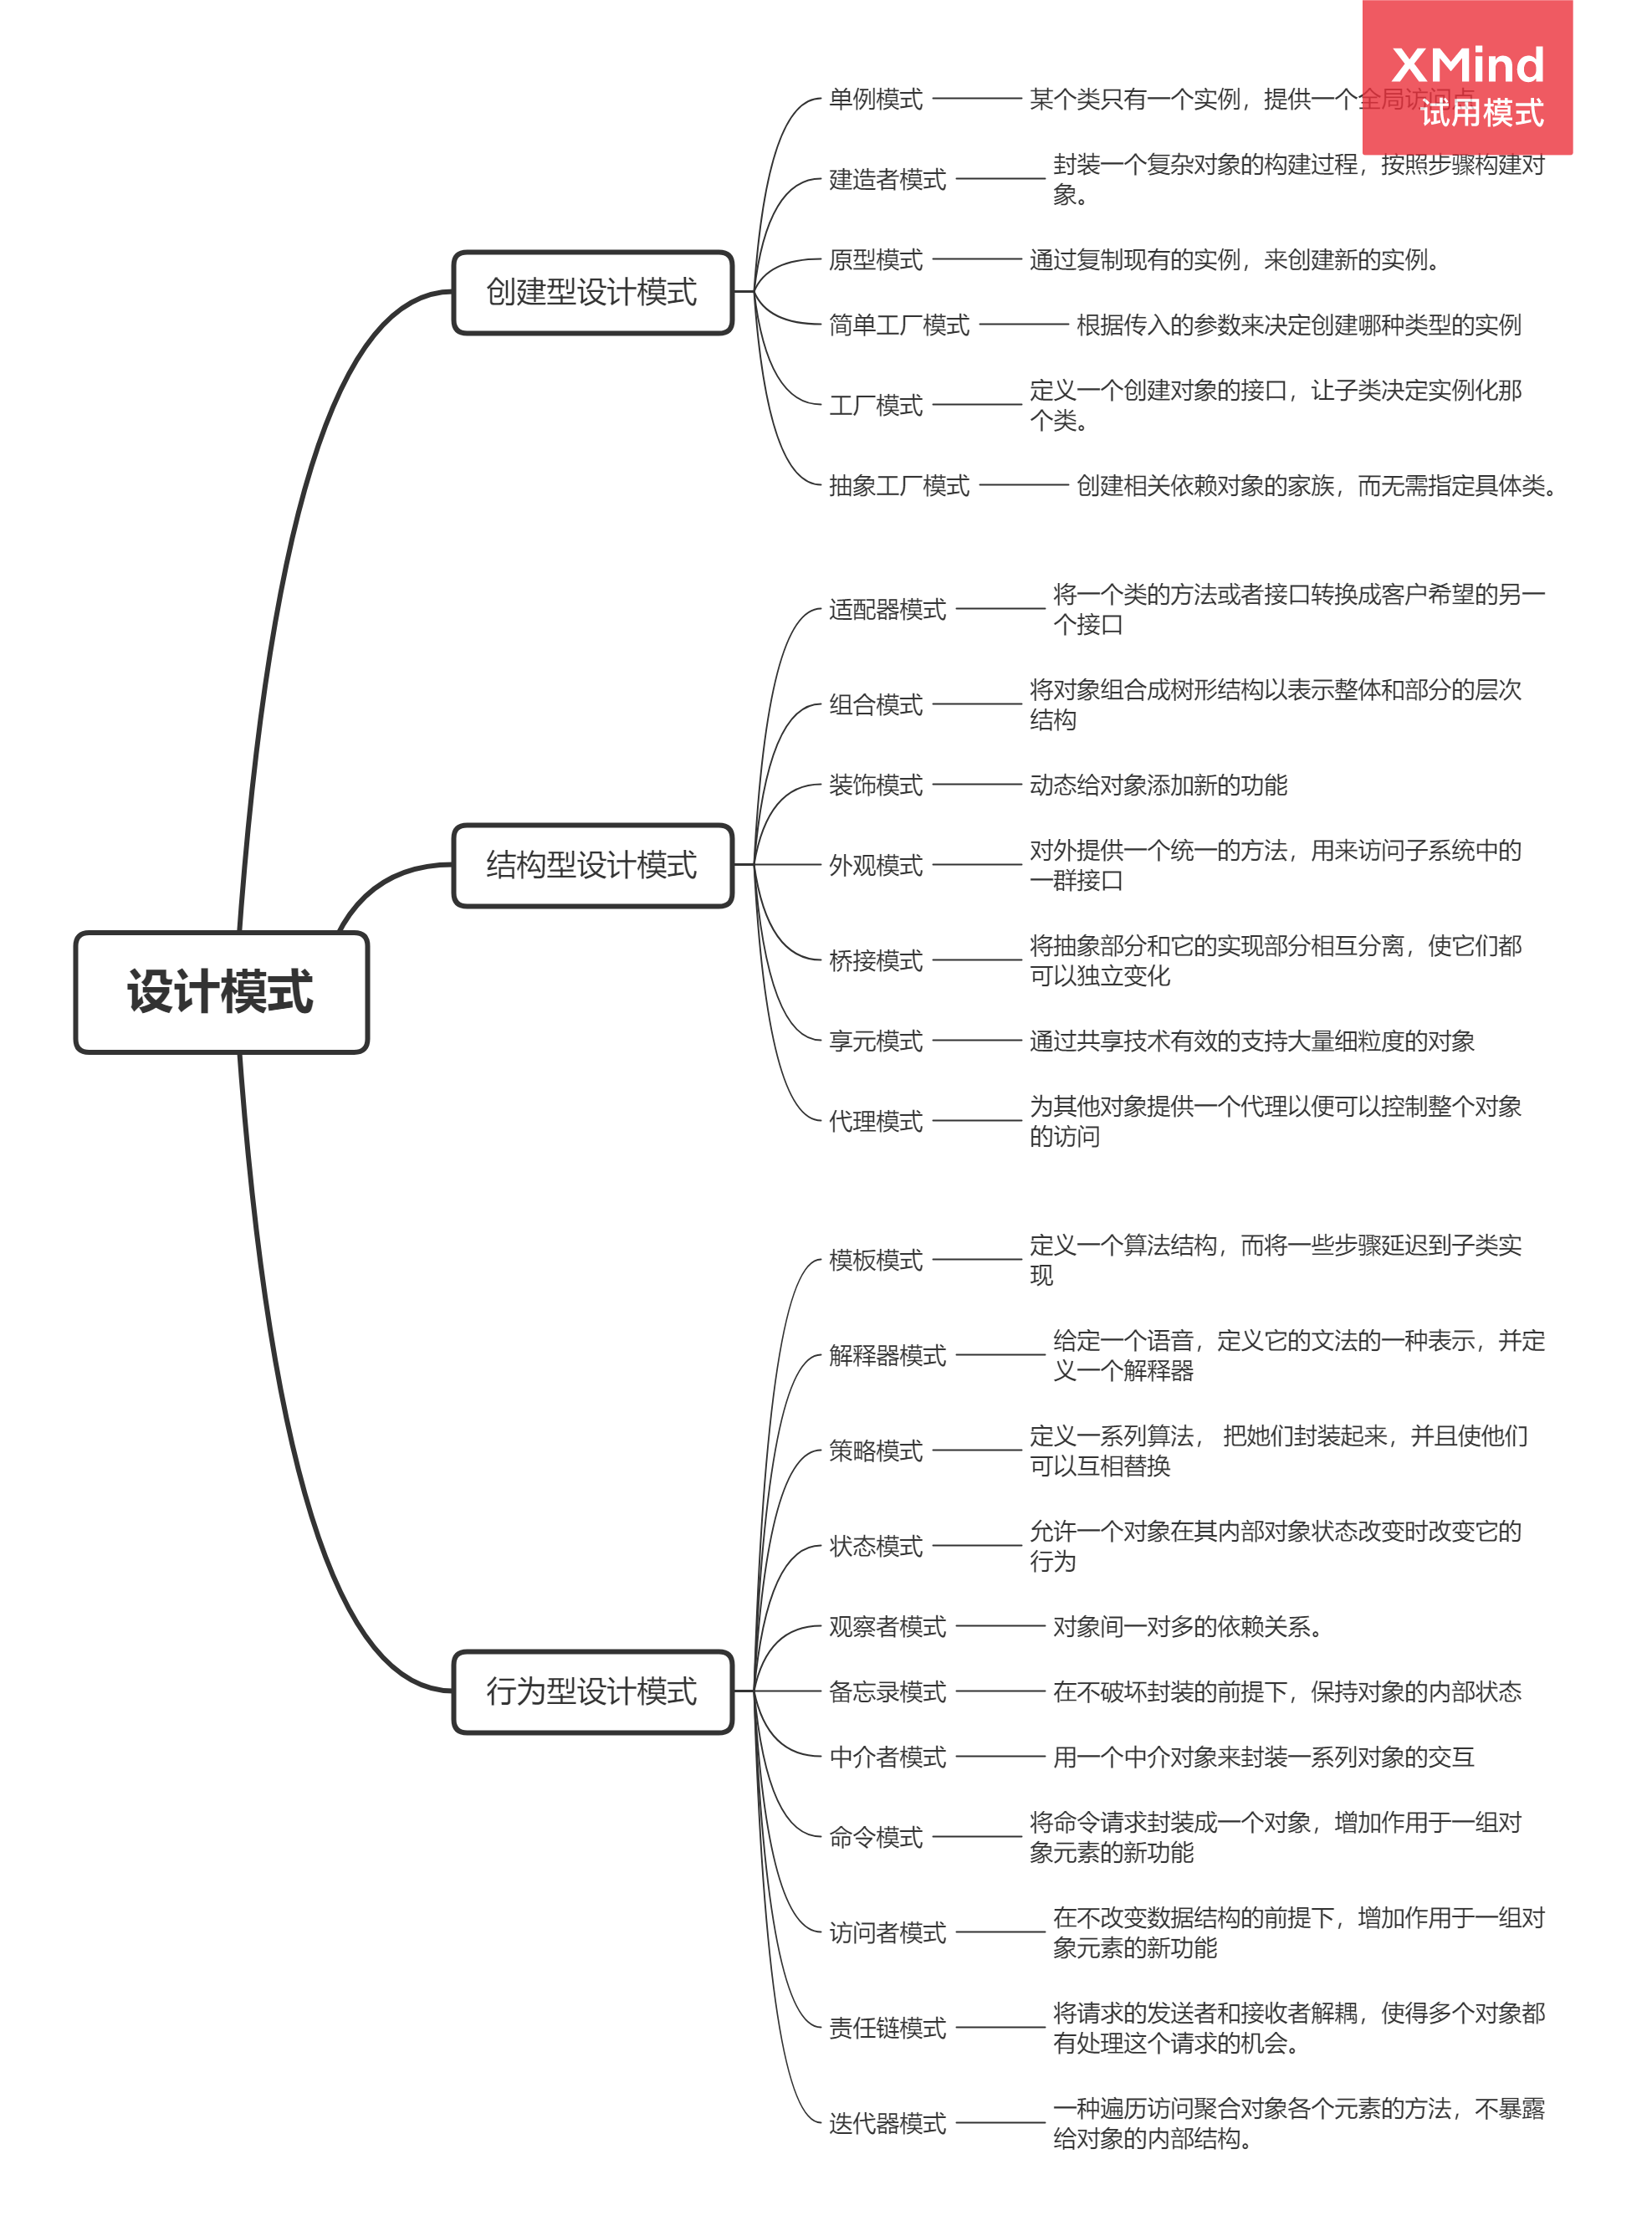 XMind
试用模式
设计模式
创建型设计模式
单例模式
某个类只有一个实例，提供一个全局访问点
建造者模式
封装一个复杂对象的构建过程，按照步骤构建对
象。
原型模式
通过复制现有的实例，来创建新的实例。
简单工厂模式
根据传入的参数来决定创建哪种类型的实例
工厂模式
定义一个创建对象的接口，让子类决定实例化那
个类。
抽象工厂模式
创建相关依赖对象的家族，而无需指定具体类。
结构型设计模式
适配器模式
将一个类的方法或者接口转换成客户希望的另一
个接口
组合模式
将对象组合成树形结构以表示整体和部分的层次
结构
装饰模式
动态给对象添加新的功能
外观模式
对外提供一个统一的方法，用来访问子系统中的
一群接口
桥接模式
将抽象部分和它的实现部分相互分离，使它们都
可以独立变化
享元模式
通过共享技术有效的支持大量细粒度的对象
代理模式
为其他对象提供一个代理以便可以控制整个对象
的访问
行为型设计模式
模板模式
定义一个算法结构，而将一些步骤延迟到子类实
现
解释器模式
给定一个语音，定义它的文法的一种表示，并定
义一个解释器
策略模式
定义一系列算法， 把她们封装起来，并且使他们
可以互相替换
状态模式
允许一个对象在其内部对象状态改变时改变它的
行为
观察者模式
对象间一对多的依赖关系。
备忘录模式
在不破坏封装的前提下，保持对象的内部状态
中介者模式
用一个中介对象来封装一系列对象的交互
命令模式
将命令请求封装成一个对象，增加作用于一组对
象元素的新功能
访问者模式
在不改变数据结构的前提下，增加作用于一组对
象元素的新功能
责任链模式
将请求的发送者和接收者解耦，使得多个对象都
有处理这个请求的机会。
迭代器模式
一种遍历访问聚合对象各个元素的方法，不暴露
给对象的内部结构。